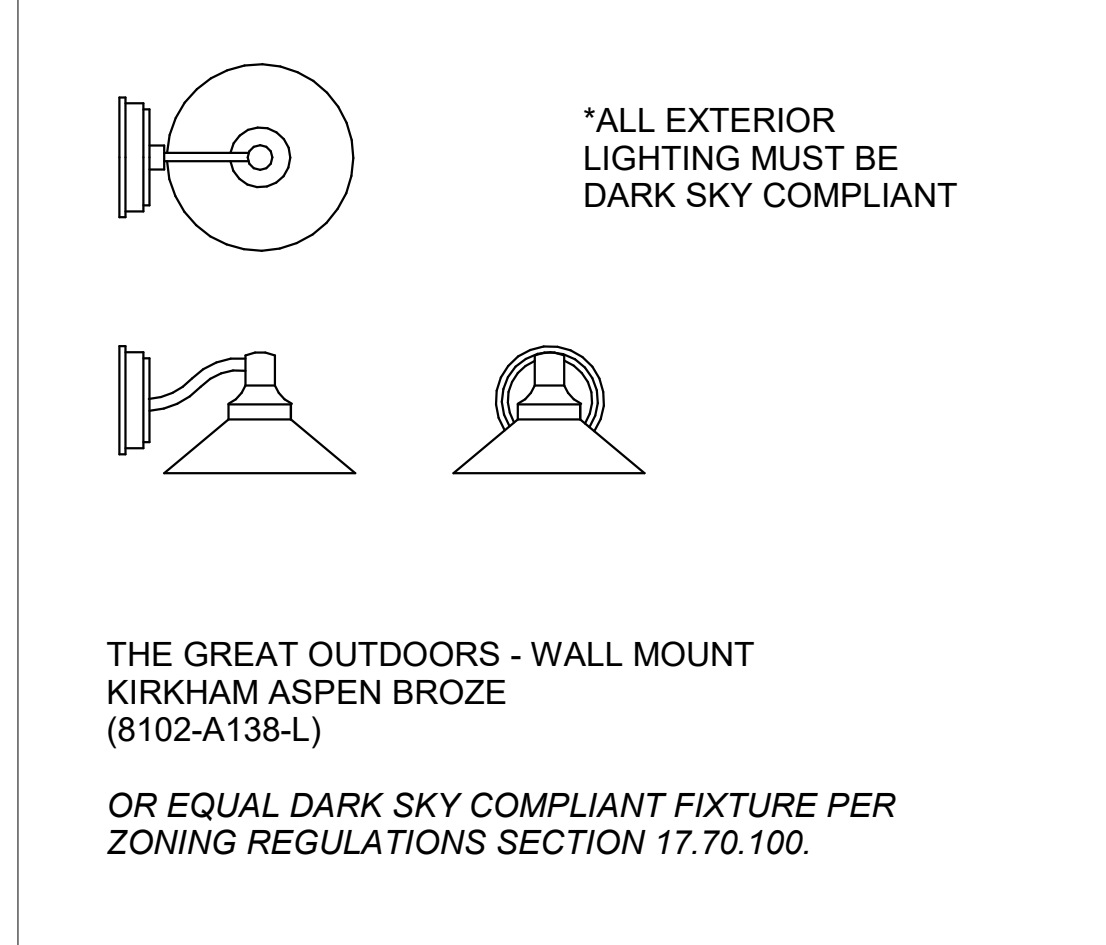 *ALL EXTERIOR
LIGHTING MUST BE
DARK SKY COMPLIANT
THE GREAT OUTDOORS - WALL MOUNT
KIRKHAM ASPEN BROZE
(8102-A138-L)
OR EQUAL DARK SKY COMPLIANT FIXTURE PER
ZONING REGULATIONS SECTION 17.70.100.